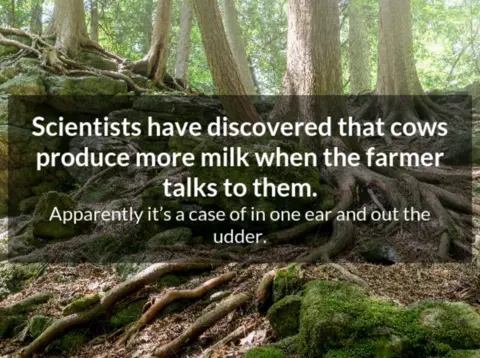 Scientists have discovered that cows
produce more milk when the farmer
talks to them.
Apparently it’s a case of in one ear and out the
udder.